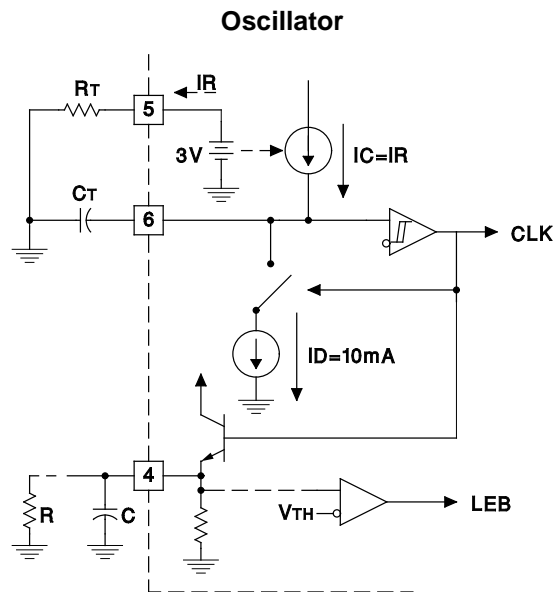 Oscillator
RT
IR
5
3V
IC=IR
CT
6
CLK
ID=10mA
4
R
C
VTH
LEB